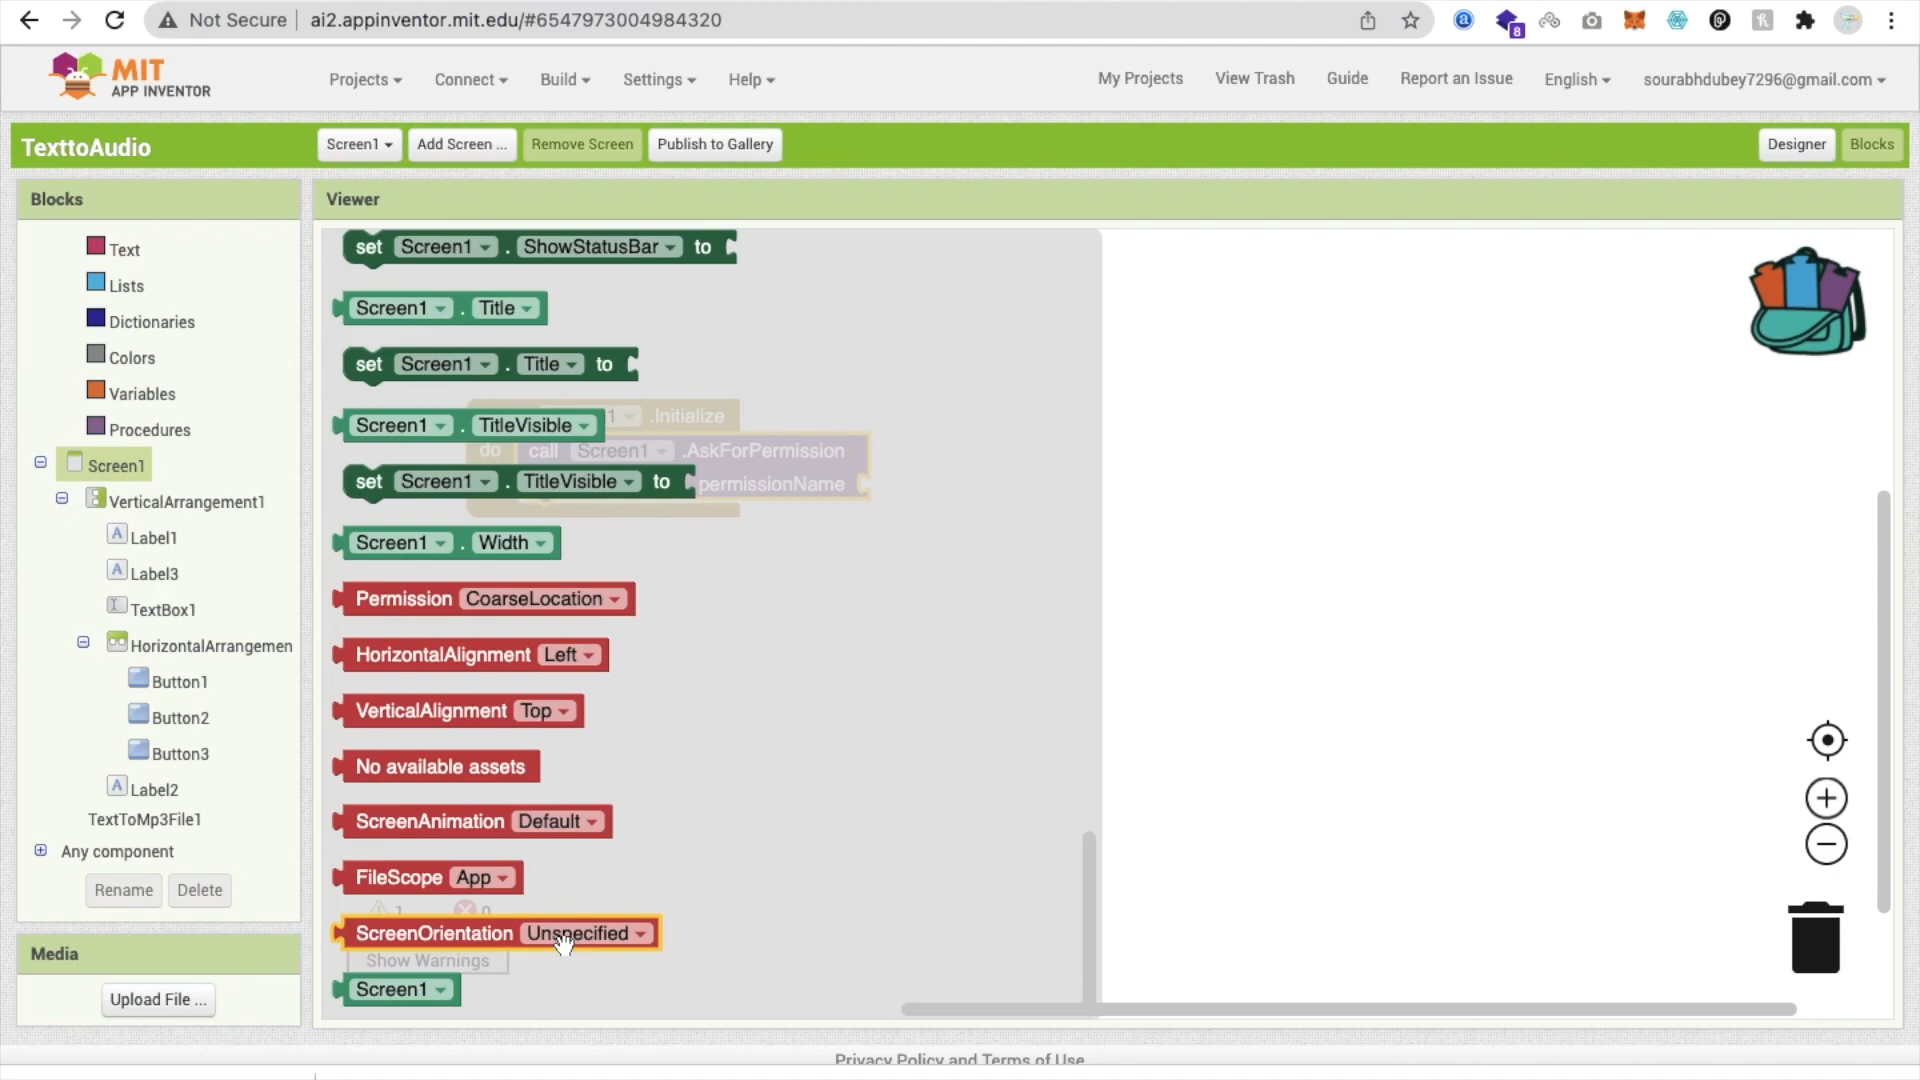 Not Secure
ai2.appinventor.mit.edu/#6547973004984320
8
MIT
APP INVENTOR
Projects
Connect
Build
Settings
Help
My Projects
View Trash
Guide
Report an Issue
English
sourabhdubey7296@gmail.com
TexttoAudio
Screen1
Add Screen ...
Remove Screen
Publish to Gallery
Designer
Blocks
Blocks
Viewer
Text
Lists
Dictionaries
Colors
Variables
Procedures
Screen1
VerticalArrangement1
Label1
Label3
TextBox1
HorizontalArrangemen
Button1
Button2
Button3
Label2
TextToMp3File1
Any component
Rename
Delete
Media
Upload File ...
set Screen1 . ShowStatusBar to
Screen1 . Title
set Screen1 . Title to
Screen1 . TitleVisible
1 .Initialize
do call Screen1 .AskForPermission
set Screen1 . TitleVisible to
permissionName
Screen1 . Width
Permission CoarseLocation
HorizontalAlignment Left
VerticalAlignment Top
No available assets
ScreenAnimation Default
FileScope App
1 0
ScreenOrientation Unspecified
Show Warnings
Screen1
Privacy Policy and Terms of Use